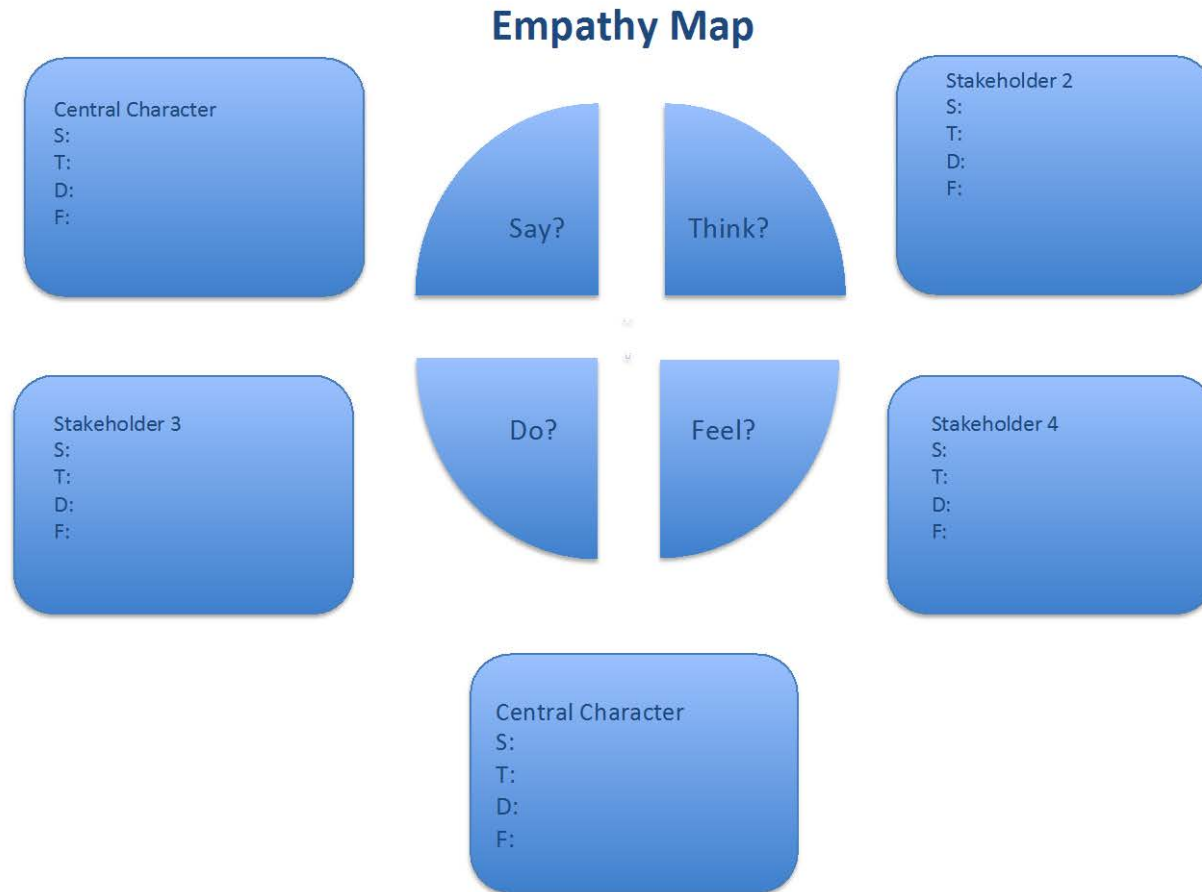 Empathy Map
Central Character
S:
T:
D:
F:
Stakeholder 2
S:
T:
D:
F:
Say?
Think?
Do?
Feel?
Stakeholder 3
S:
T:
D:
F:
Stakeholder 4
S:
T:
D:
F:
Central Character
S:
T:
D:
F: